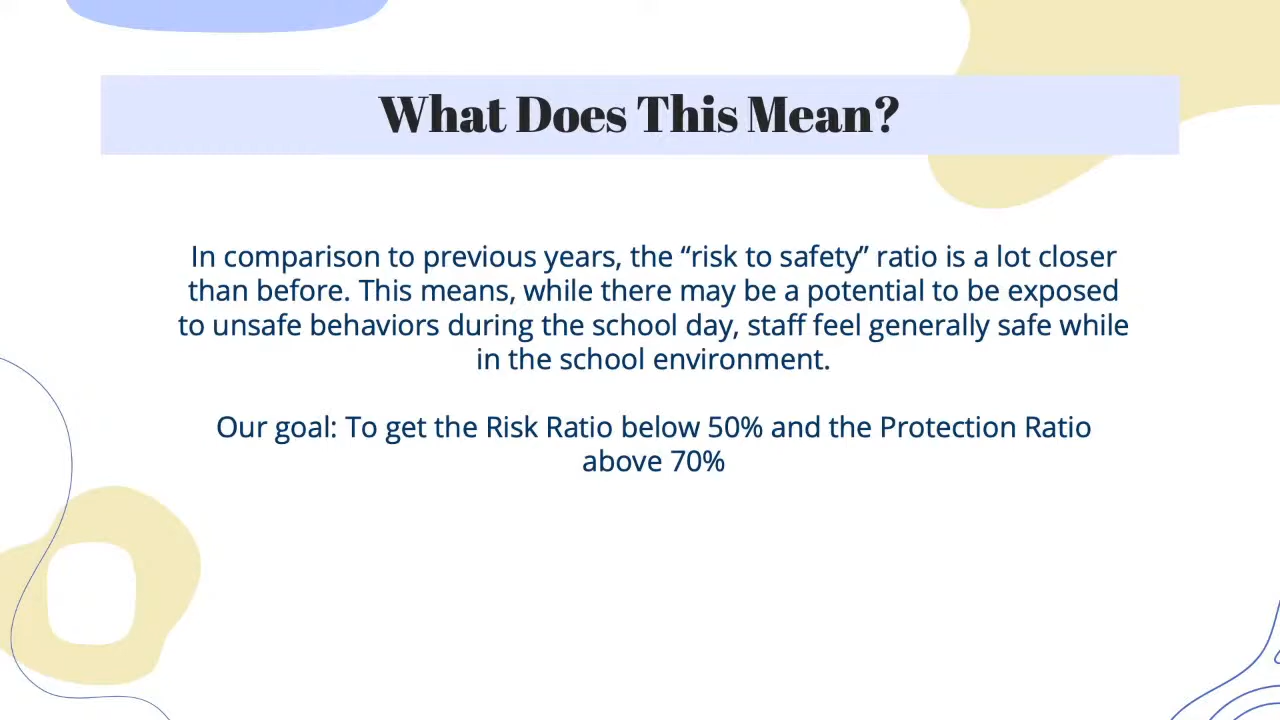 What Does This Mean?
In comparison to previous years, the “risk to safety” ratio is a lot closer
than before. This means, while there may be a potential to be exposed
to unsafe behaviors during the school day, staff feel generally safe while
in the school environment.
Our goal: To get the Risk Ratio below 50% and the Protection Ratio
above 70%